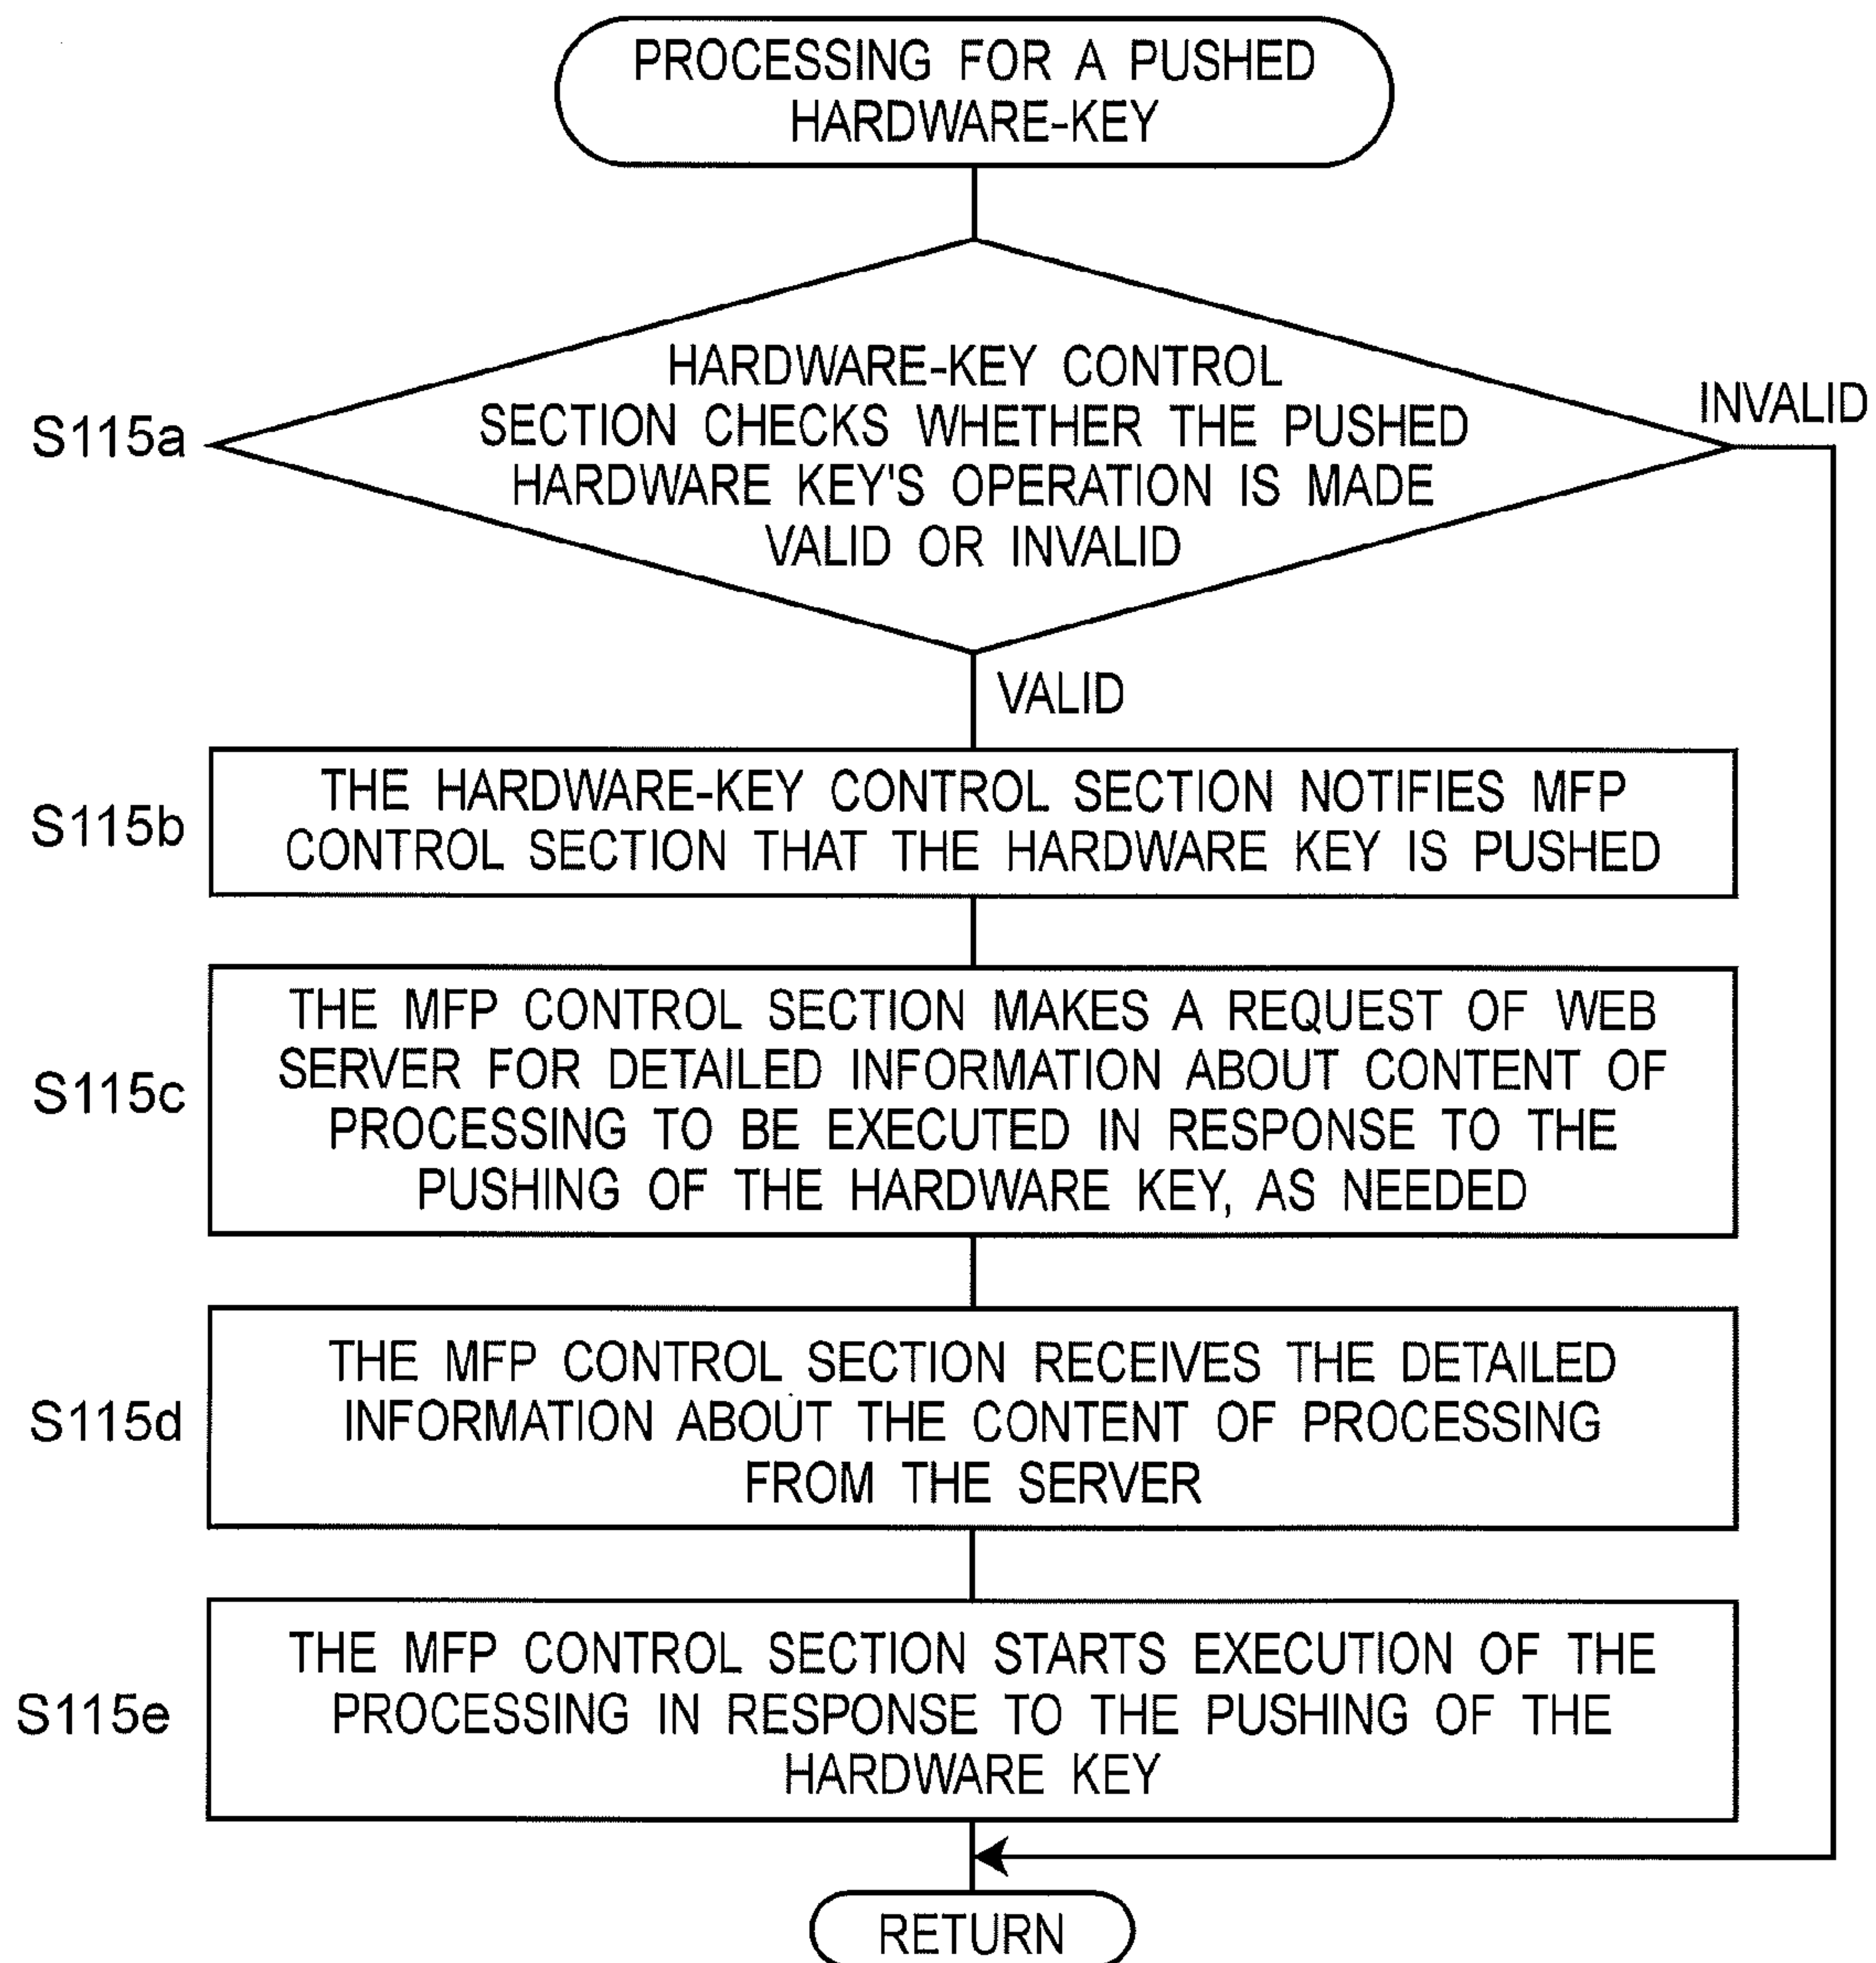 PROCESSING FOR A PUSHED
HARDWARE-KEY
S115a
HARDWARE-KEY CONTROL
SECTION CHECKS WHETHER THE PUSHED
HARDWARE KEY'S OPERATION IS MADE
VALID OR INVALID
INVALID
VALID
S115b
THE HARDWARE-KEY CONTROL SECTION NOTIFIES MFP
CONTROL SECTION THAT THE HARDWARE KEY IS PUSHED
S115c
THE MFP CONTROL SECTION MAKES A REQUEST OF WEB
SERVER FOR DETAILED INFORMATION ABOUT CONTENT OF
PROCESSING TO BE EXECUTED IN RESPONSE TO THE
PUSHING OF THE HARDWARE KEY, AS NEEDED
S115d
THE MFP CONTROL SECTION RECEIVES THE DETAILED
INFORMATION ABOUT THE CONTENT OF PROCESSING
FROM THE SERVER
S115e
THE MFP CONTROL SECTION STARTS EXECUTION OF THE
PROCESSING IN RESPONSE TO THE PUSHING OF THE
HARDWARE KEY
RETURN